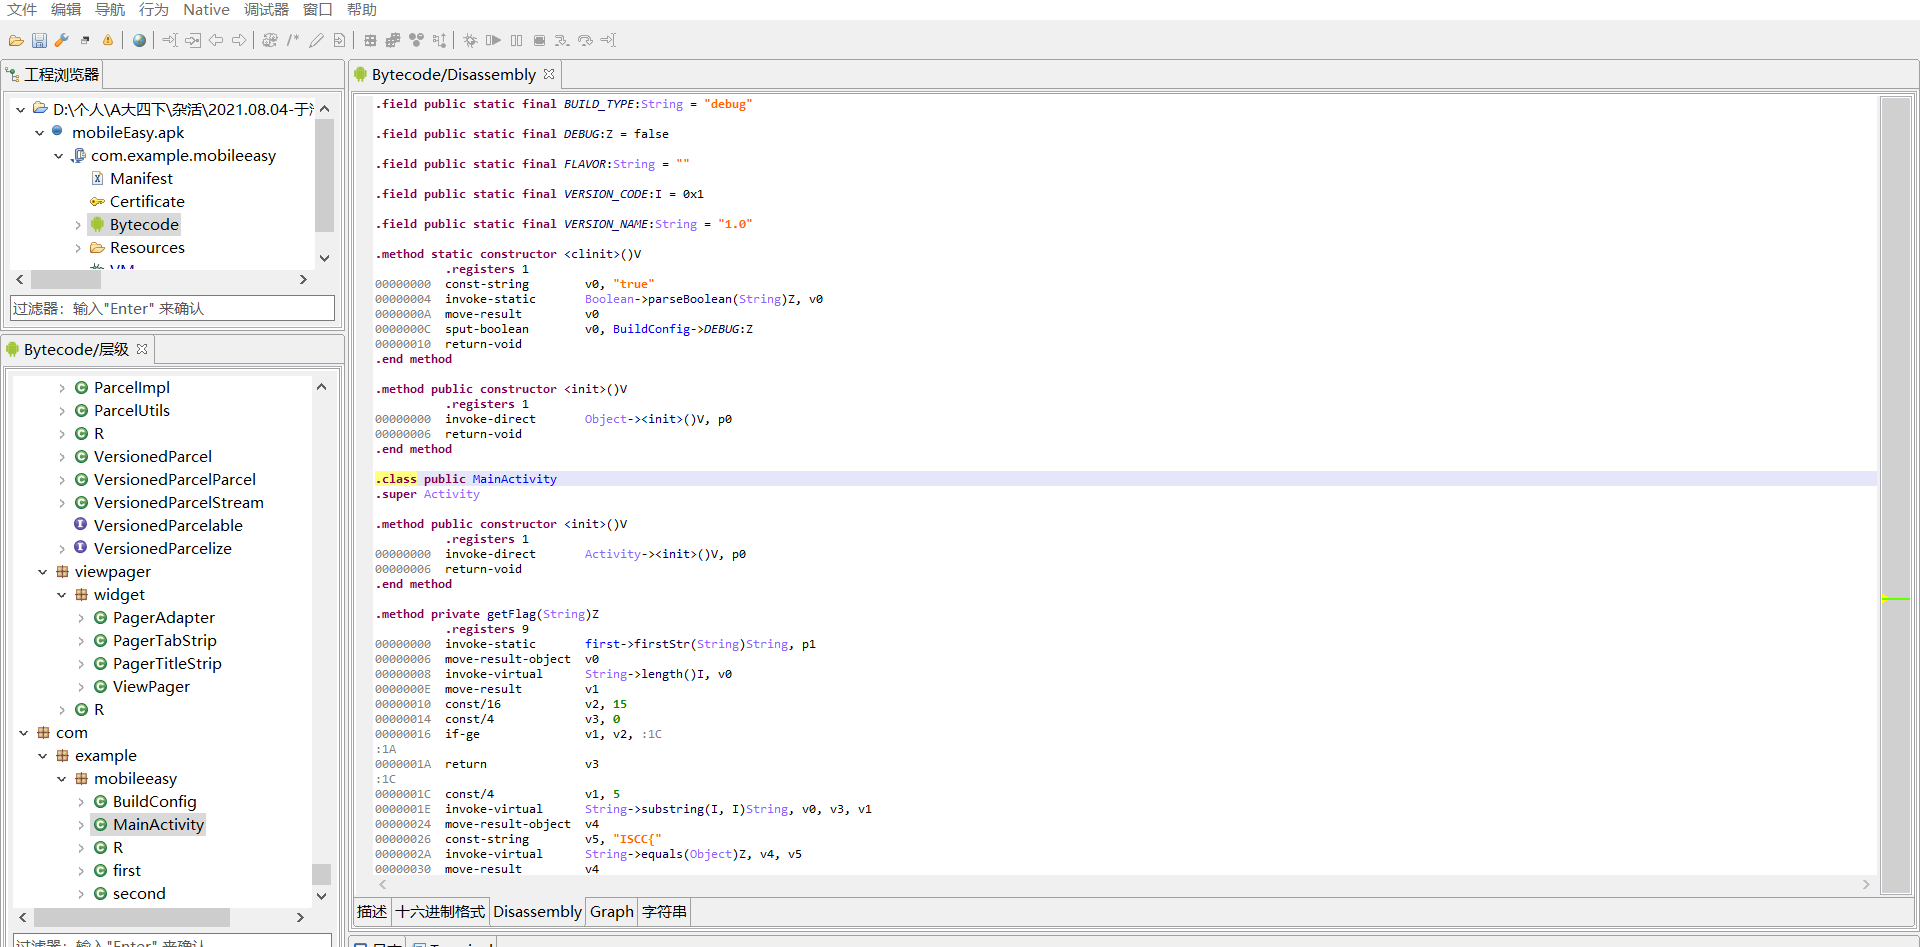 文件 编辑 导航 行为 Native 调试器 窗口 帮助
工程浏览器
D:\个人\A大四下\杂活\2021.08.04-于
mobileEasy.apk
com.example.mobileeasy
Manifest
Certificate
Bytecode
Resources
VM
过滤器：输入"Enter" 来确认
Bytecode/层级
ParcelImpl
ParcelUtils
R
VersionedParcel
VersionedParcelParcel
VersionedParcelStream
VersionedParcelable
VersionedParcelize
viewpager
widget
PagerAdapter
PagerTabStrip
PagerTitleStrip
ViewPager
R
com
example
mobileeasy
BuildConfig
MainActivity
R
first
second
过滤器：输入"Enter" 来确认
Bytecode/Disassembly
.field public static final BUILD_TYPE:String = "debug"
.field public static final DEBUG:Z = false
.field public static final FLAVOR:String = ""
.field public static final VERSION_CODE:I = 0x1
.field public static final VERSION_NAME:String = "1.0"
.method static constructor <clinit>()V
.registers 1
00000000 const-string v0, "true"
00000004 invoke-static Boolean->parseBoolean(String)Z, v0
0000000A move-result v0
0000000C sput-boolean v0, BuildConfig->DEBUG:Z
00000010 return-void
.end method
.method public constructor <init>()V
.registers 1
00000000 invoke-direct Object-><init>()V, p0
00000006 return-void
.end method
.class public MainActivity
.super Activity
.method public constructor <init>()V
.registers 1
00000000 invoke-direct Activity-><init>()V, p0
00000006 return-void
.end method
.method private getFlag(String)Z
.registers 9
00000000 invoke-static first->firstStr(String)String, p1
00000006 move-result-object v0
00000008 invoke-virtual String->length()I, v0
0000000E move-result v1
00000010 const/16 v2, 15
00000014 const/4 v3, 0
00000016 if-ge v1, v2, :1C
:1A
0000001A return v3
:1C
0000001C const/4 v1, 5
0000001E invoke-virtual String->substring(I, I)String, v0, v3, v1
00000024 move-result-object v4
00000026 const-string v5, "ISCC{"
0000002A invoke-virtual String->equals(Object)Z, v4, v5
00000030 move-result v4
描述 十六进制格式 Disassembly Graph 字符串